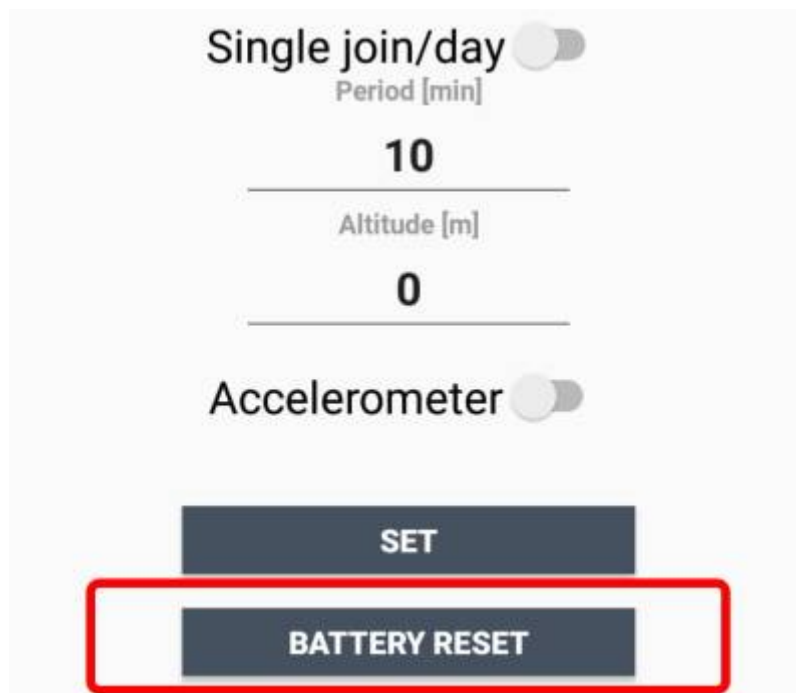 Single join/day
Period [min]
10
Altitude [m]
0
Accelerometer
SET
BATTERY RESET